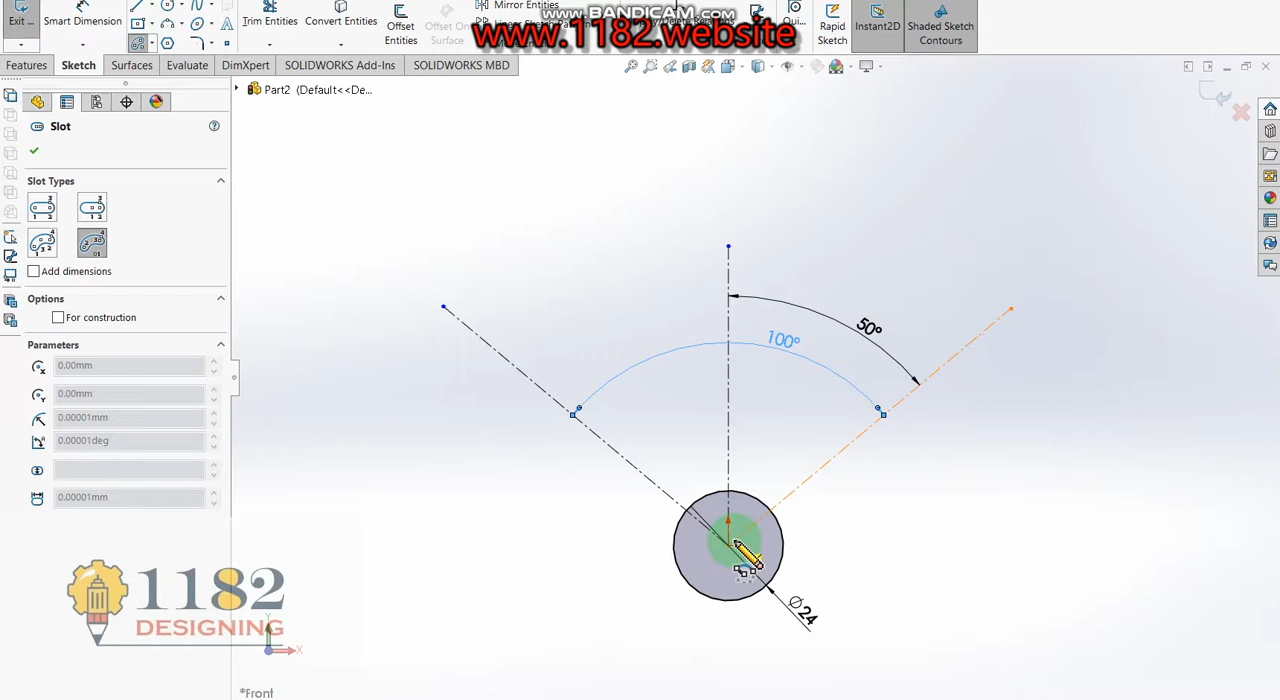 www.BANDICAM.com
www.1182.website
Exit ...
Smart Dimension
Trim Entities
Convert Entities
Offset
Entities
Offset
Surface
Mirror Entities
Qui...
Rapid
Sketch
Instant2D
Shaded Sketch
Contours
Features
Sketch
Surfaces
Evaluate
DimXpert
SOLIDWORKS Add-Ins
SOLIDWORKS MBD
Part2 (Default<<De...
Slot
Slot Types
Add dimensions
Options
For construction
Parameters
0.00mm
0.00mm
0.00001mm
0.00001deg
0.00001mm
50°
100°
Ø24
1182
DESIGNING
Y
X
*Front